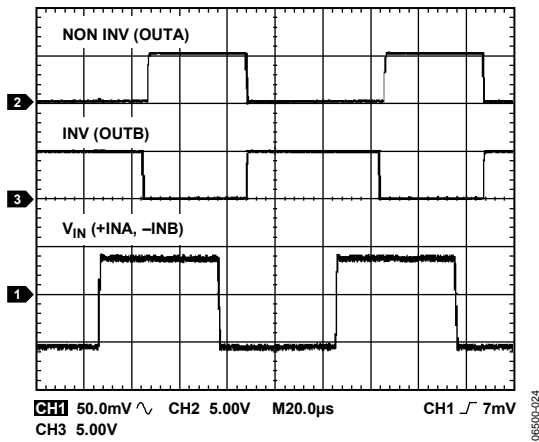 NON INV (OUTA)
2
INV (OUTB)
3
VIN (+INA, –INB)
1
CH1 50.0mV CH2 5.00V M20.0µs CH1 7mV
CH3 5.00V
06500-024